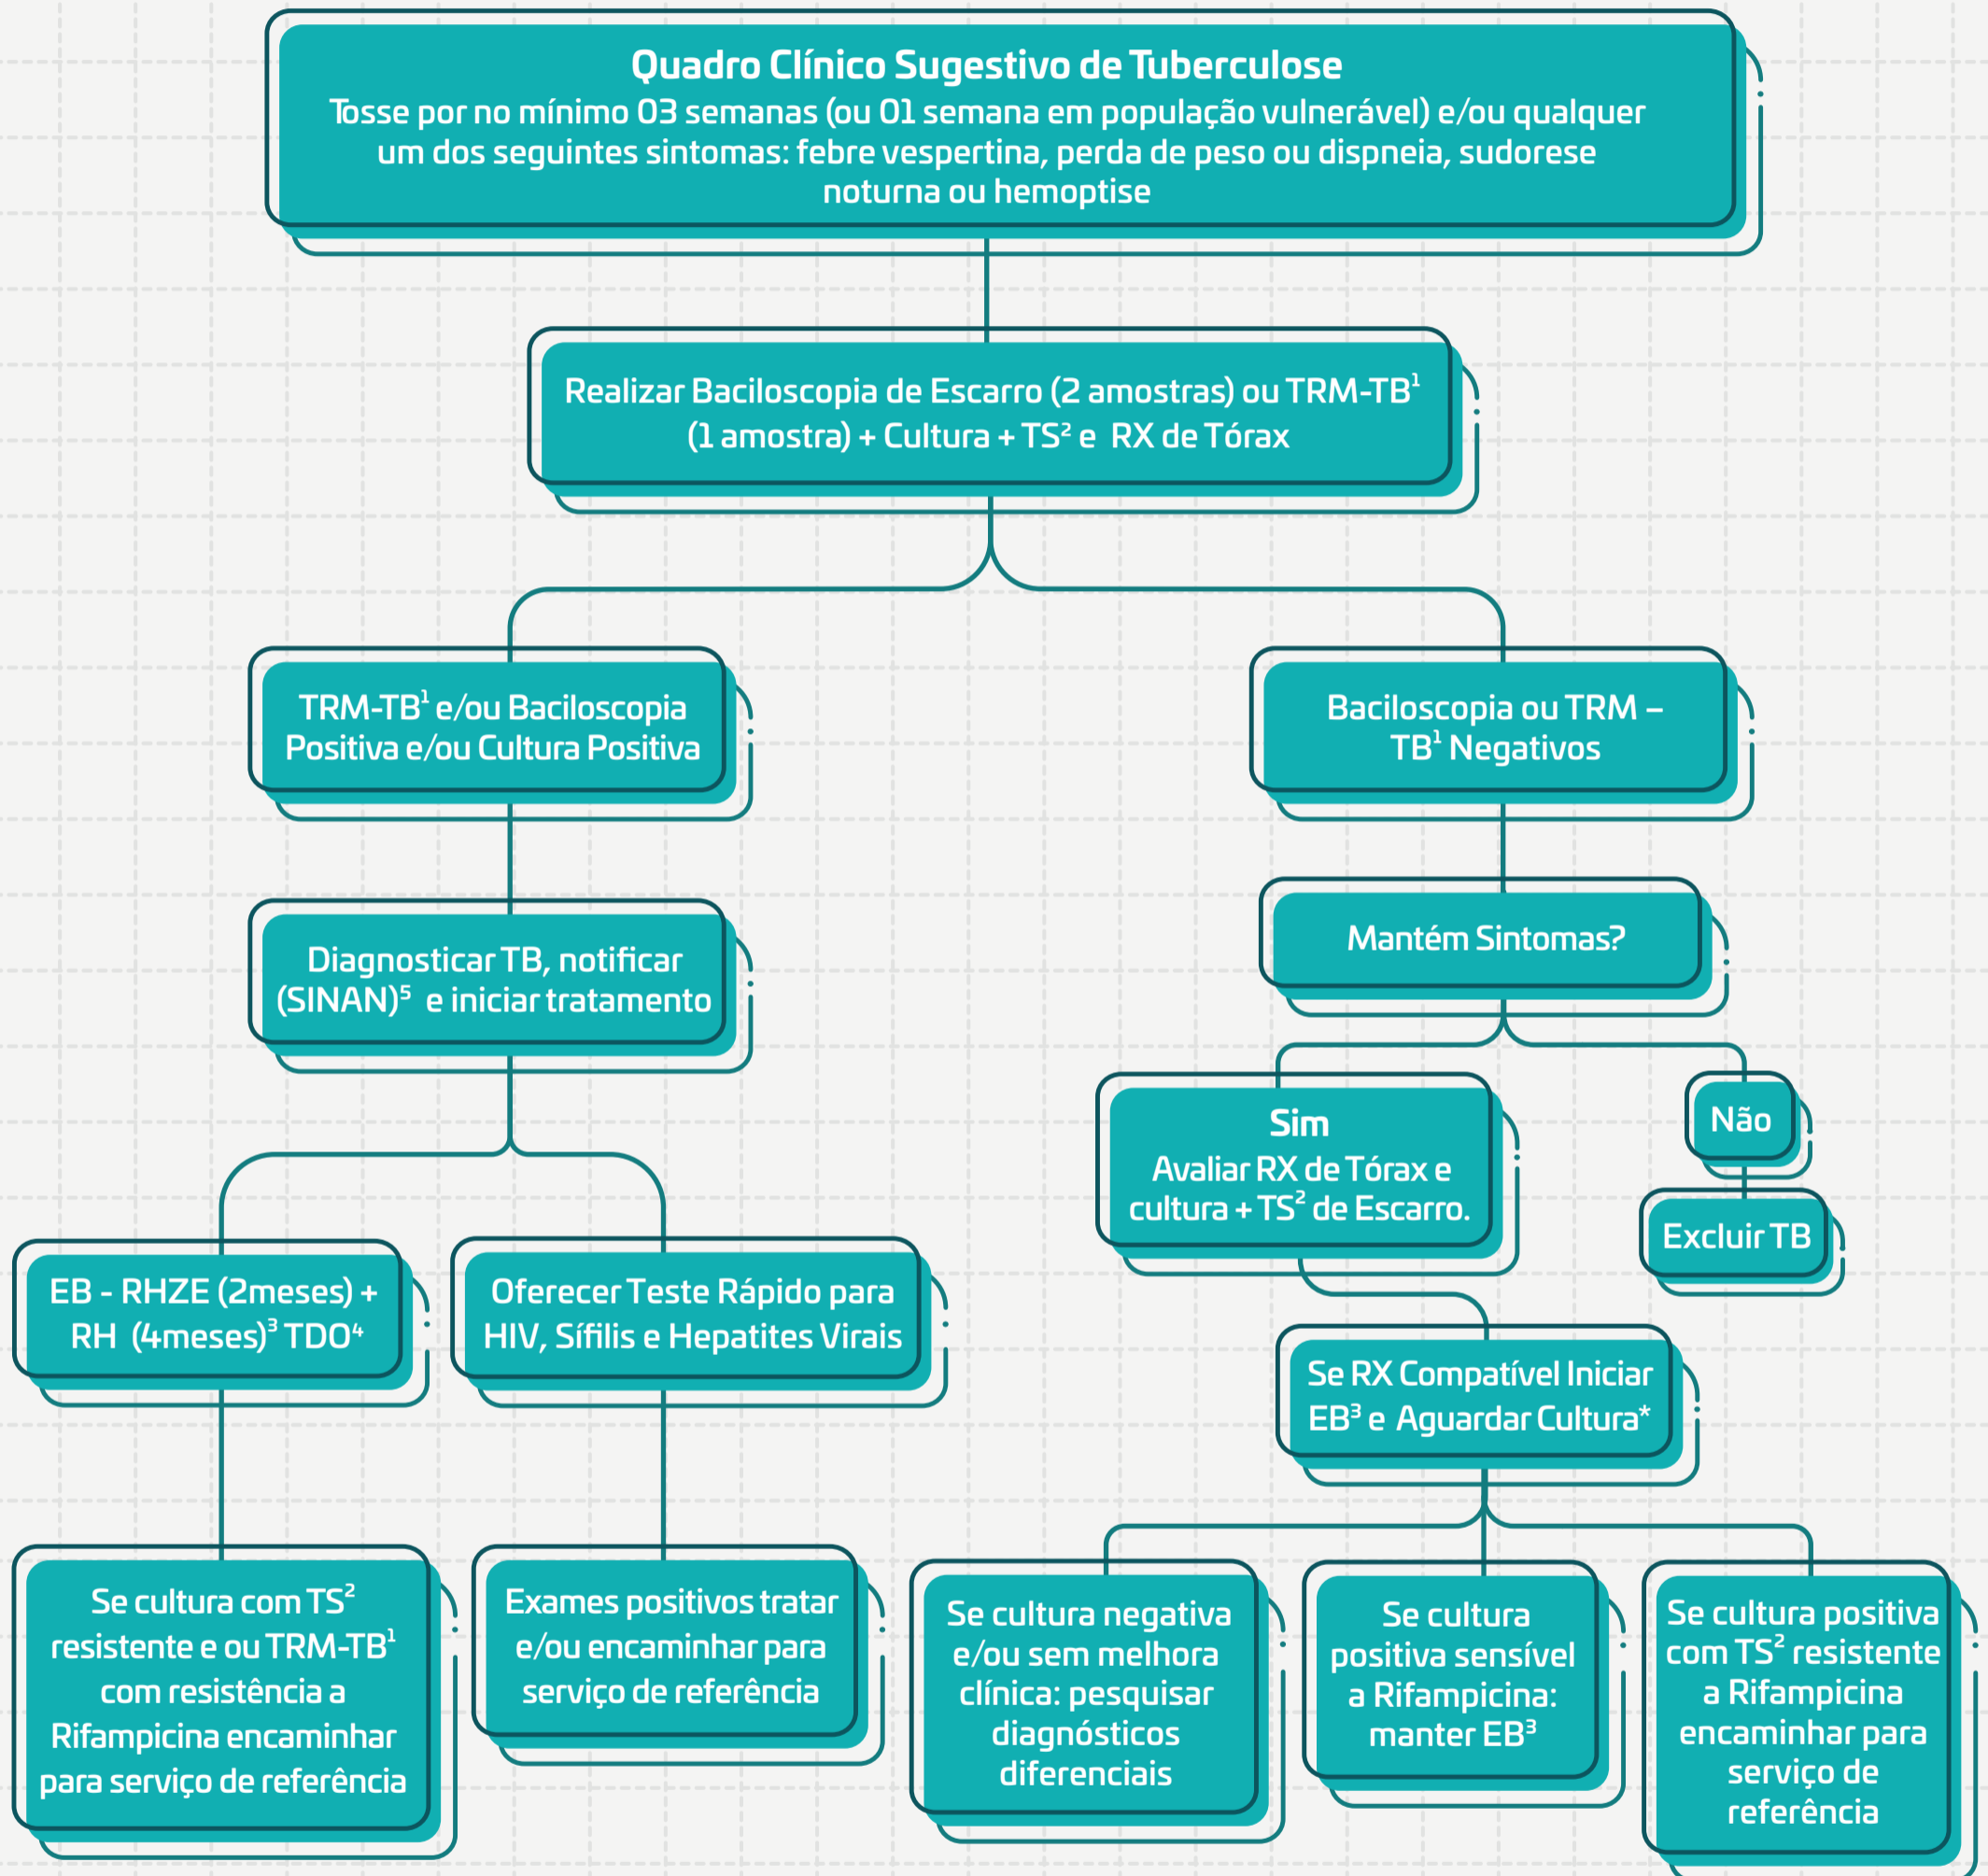 Quadro Clínico Sugestivo de Tuberculose
Tosse por no mínimo 03 semanas (ou 01 semana em população vulnerável) e/ou qualquer
um dos seguintes sintomas: febre vespertina, perda de peso ou dispneia, sudorese
noturna ou hemoptise
Realizar Baciloscopia de Escarro (2 amostras) ou TRM-TB¹
(1 amostra) + Cultura + TS² e RX de Tórax
TRM-TB¹ e/ou Baciloscopia
Positiva e/ou Cultura Positiva
Baciloscopia ou TRM –
TB¹ Negativos
Diagnosticar TB, notificar
(SINAN)⁵ e iniciar tratamento
Mantém Sintomas?
Sim
Avaliar RX de Tórax e
cultura + TS² de Escarro.
Não
Excluir TB
EB - RHZE (2meses) +
RH (4meses)³ TDO⁴
Oferecer Teste Rápido para
HIV, Sífilis e Hepatites Virais
Se RX Compatível Iniciar
EB³ e Aguardar Cultura*
Se cultura com TS²
resistente e ou TRM-TB¹
com resistência a
Rifampicina encaminhar
para serviço de referência
Exames positivos tratar
e/ou encaminhar para
serviço de referência
Se cultura negativa
e/ou sem melhora
clínica: pesquisar
diagnósticos
diferenciais
Se cultura
positiva sensível
a Rifampicina:
manter EB³
Se cultura positiva
com TS² resistente
a Rifampicina
encaminhar para
serviço de
referência